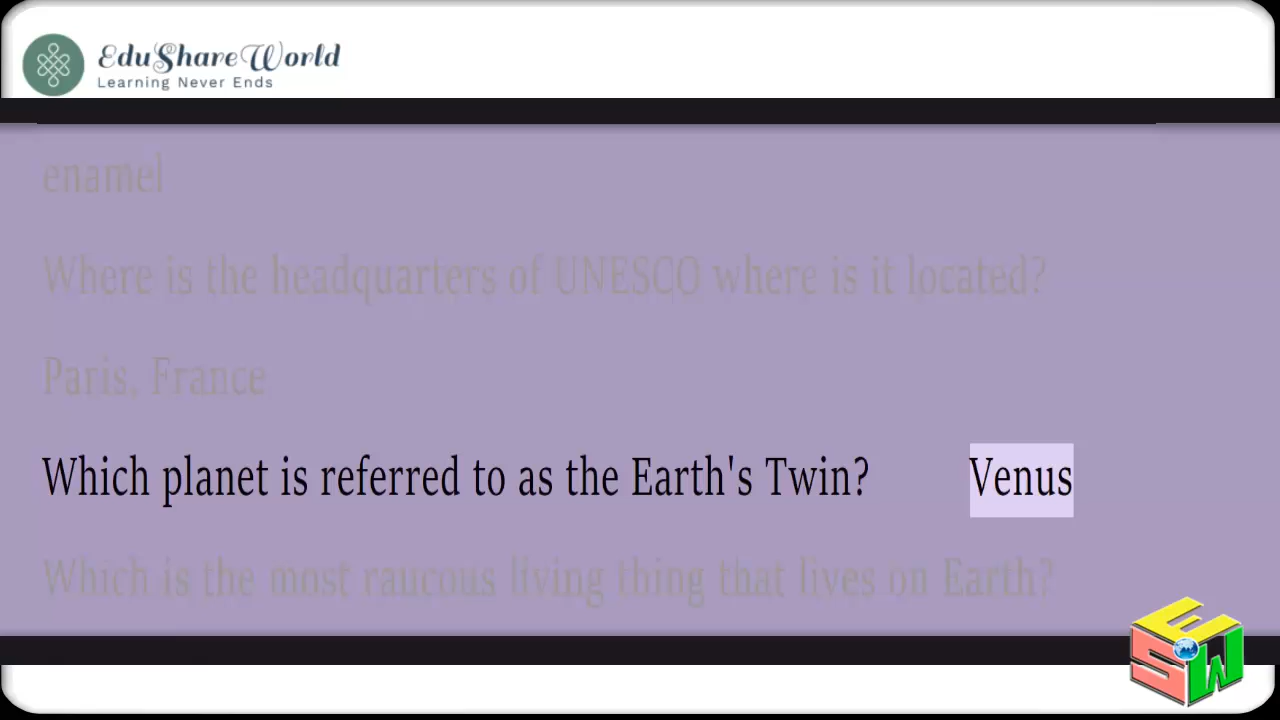 EduShareWorld
Learning Never Ends
enamel
Where is the headquarters of UNESCO where is it located?
Paris, France
Which planet is referred to as the Earth's Twin? Venus
Which is the most raucous living thing that lives on Earth?
ESW